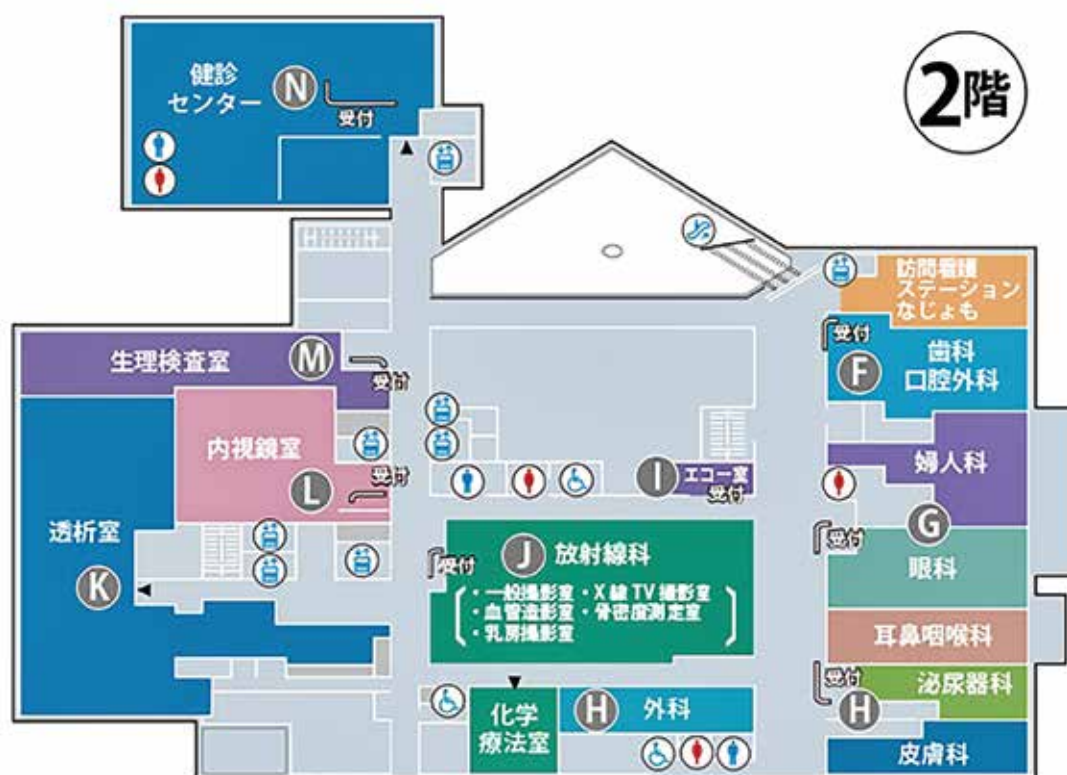 2階
健診
センター
N
受付
訪問看護
ステーション
なじょも
受付
F
歯科
口腔外科
生理検査室
M
受付
内視鏡室
L
受付
I
エコー室
受付
婦人科
G
受付
眼科
透析室
K
受付
J
放射線科
・一般撮影室・X線TV撮影室
・血管造影室・骨密度測定室
・乳房撮影室
耳鼻咽喉科
受付
H
泌尿器科
化学
療法室
H
外科
皮膚科